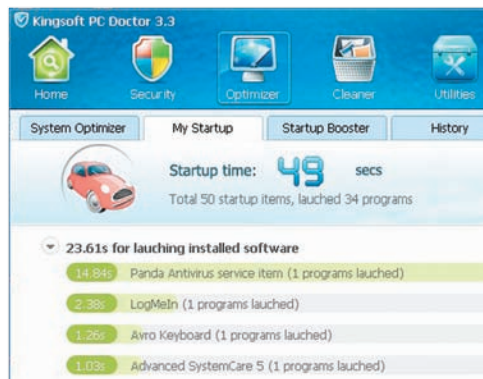 Kingsoft PC Doctor 3.3
Home Security Optimizer Cleaner Utilities
System Optimizer My Startup Startup Booster History
Startup time: 49 secs
Total 50 startup items, lauched 34 programs
23.61s for lauching installed software
14.84s Panda Antivirus service item (1 programs lauched)
2.38s LogMeIn (1 programs lauched)
1.26s Avro Keyboard (1 programs lauched)
1.03s Advanced SystemCare 5 (1 programs lauched)